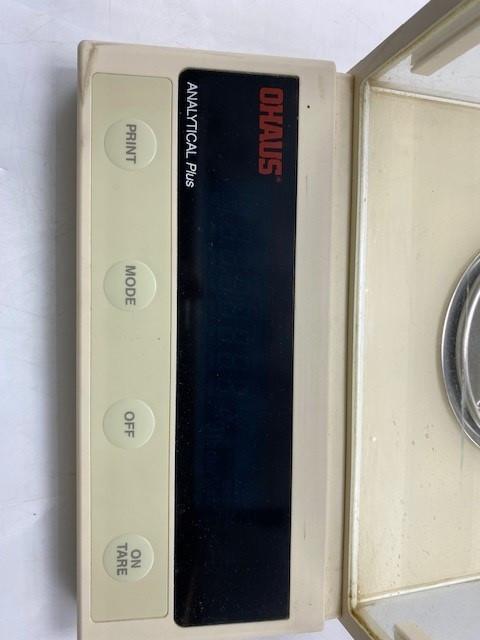 OHAUS®
ANALYTICAL Plus
PRINT
MODE
OFF
ON
TARE